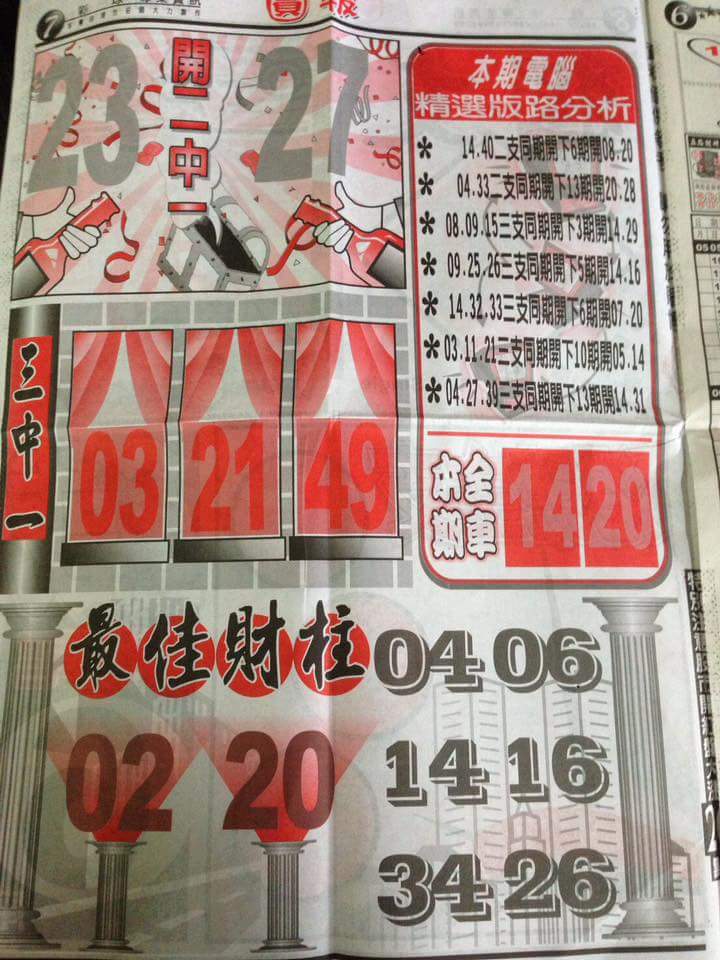 7
6
23
開二中一
27
本期電腦
精選版路分析
* 14.40二支同期開下6期開08.20
* 04.33二支同期開下13期開20.28
* 08.09.15三支同期開下3期開14.29
* 09.25.26三支同期開下5期開14.16
* 14.32.33三支同期開下6期開07.20
* 03.11.21三支同期開下10期05.14
* 04.27.39三支同期開下13期14.31
三中一
03 21 49
本期
全車
14 20
最佳財柱
02 20
04 06
14 16
34 26